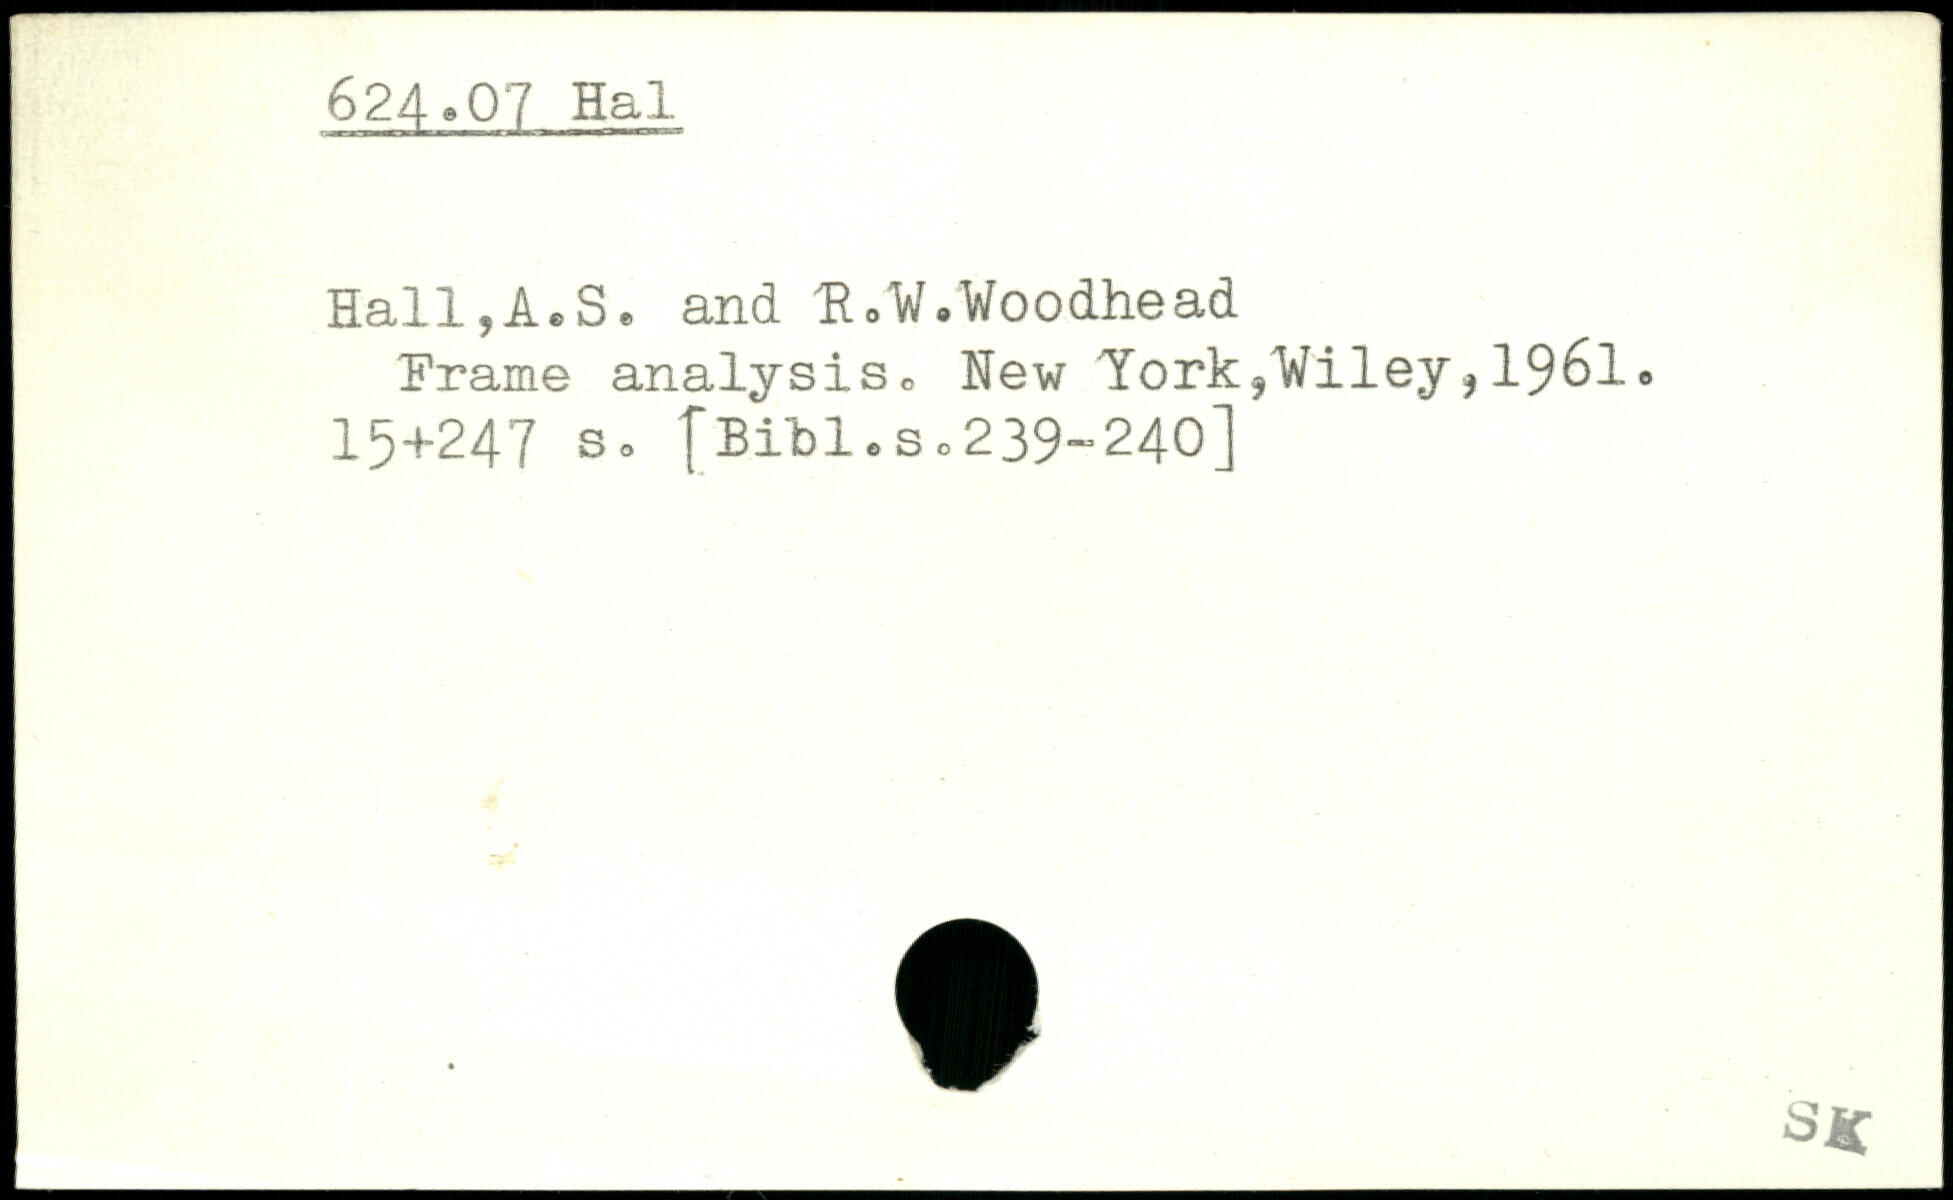 624.07 Hal
Hall,A.S. and R.W.Woodhead
Frame analysis. New York,Wiley,1961.
15+247 s. [Bibl.s.239-240]
SK